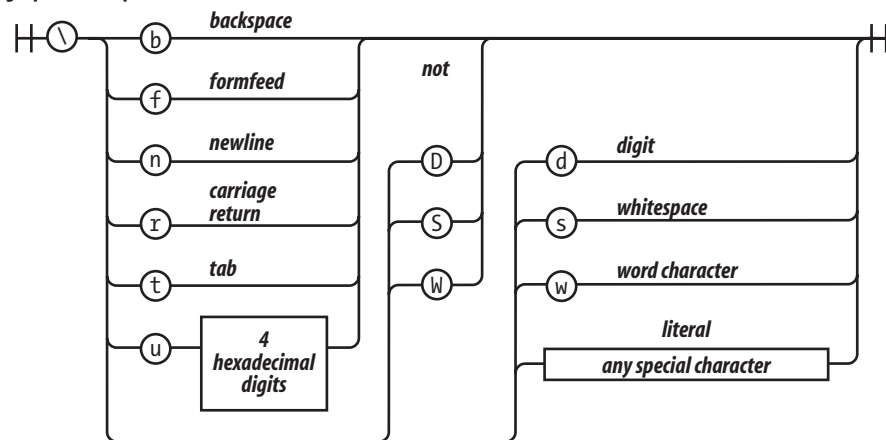 \
b backspace
not
f formfeed
n newline
D
d digit
r carriage
return
S
s whitespace
t tab
W
w word character
u 4
hexadecimal
digits
literal
any special character